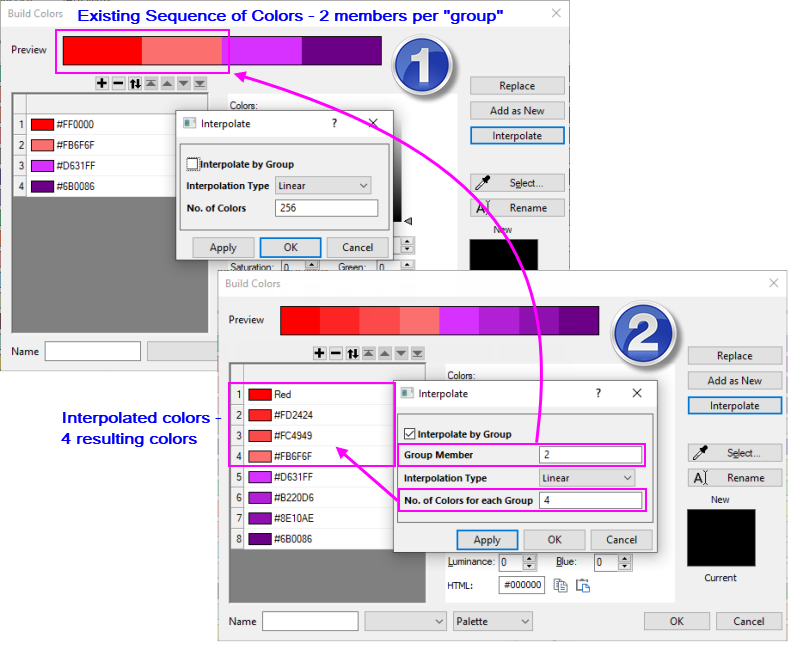 Existing Sequence of Colors - 2 members per "group"
Build Colors
Preview
1
Colors:
Replace
Add as New
Interpolate
Select...
Rename
New
1 #FF0000
2 #FB6F6F
3 #D631FF
4 #6B0086
Interpolate ?
Interpolate by Group
Interpolation Type Linear
No. of Colors 256
Apply OK Cancel
Saturation: 0 Green: 0
Name
Build Colors
Preview
2
Colors:
Replace
Add as New
Interpolate
Select...
Rename
New
Current
Interpolated colors -
4 resulting colors
1 Red
2 #FD2424
3 #FC4949
4 #FB6F6F
5 #D631FF
6 #B220D6
7 #8E10AE
8 #6B0086
Interpolate ?
Interpolate by Group
Group Member 2
Interpolation Type Linear
No. of Colors for each Group 4
Apply OK Cancel
Luminance: 0 Blue: 0
HTML: #000000
Name Palette OK Cancel